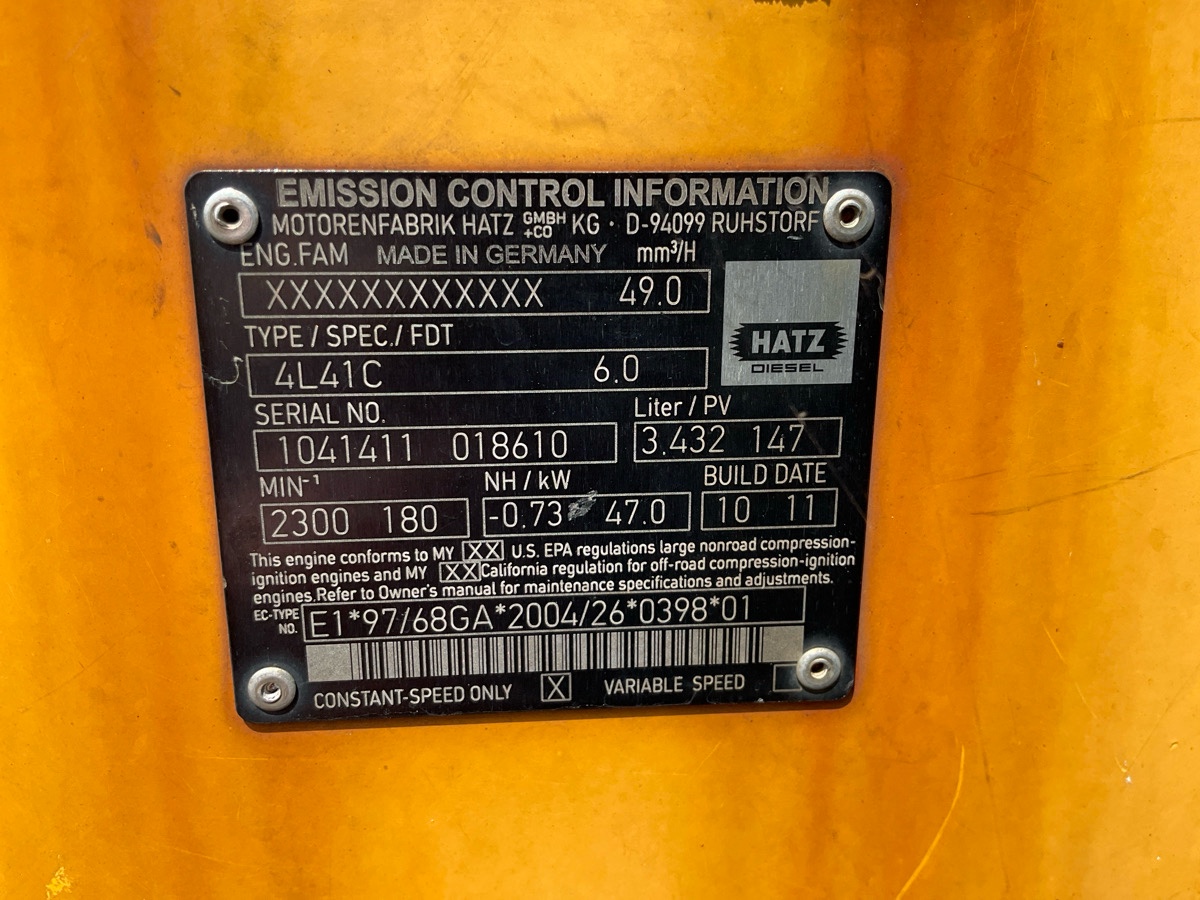 EMISSION CONTROL INFORMATION
MOTORENFABRIK HATZ GMBH +CO KG · D-94099 RUHSTORF
ENG.FAM MADE IN GERMANY mm³/H
XXXXXXXXXXXX 49.0
HATZ
DIESEL
TYPE / SPEC./ FDT
4L41C 6.0
SERIAL NO. Liter / PV
1041411 018610 3.432 147
MIN⁻¹ NH / kW BUILD DATE
2300 180 -0.73 47.0 10 11
This engine conforms to MY XX U.S. EPA regulations large nonroad compression-
ignition engines and MY XX California regulation for off-road compression-ignition
engines. Refer to Owner's manual for maintenance specifications and adjustments.
EC-TYPE NO. E1*97/68GA*2004/26*0398*01
CONSTANT-SPEED ONLY X VARIABLE SPEED